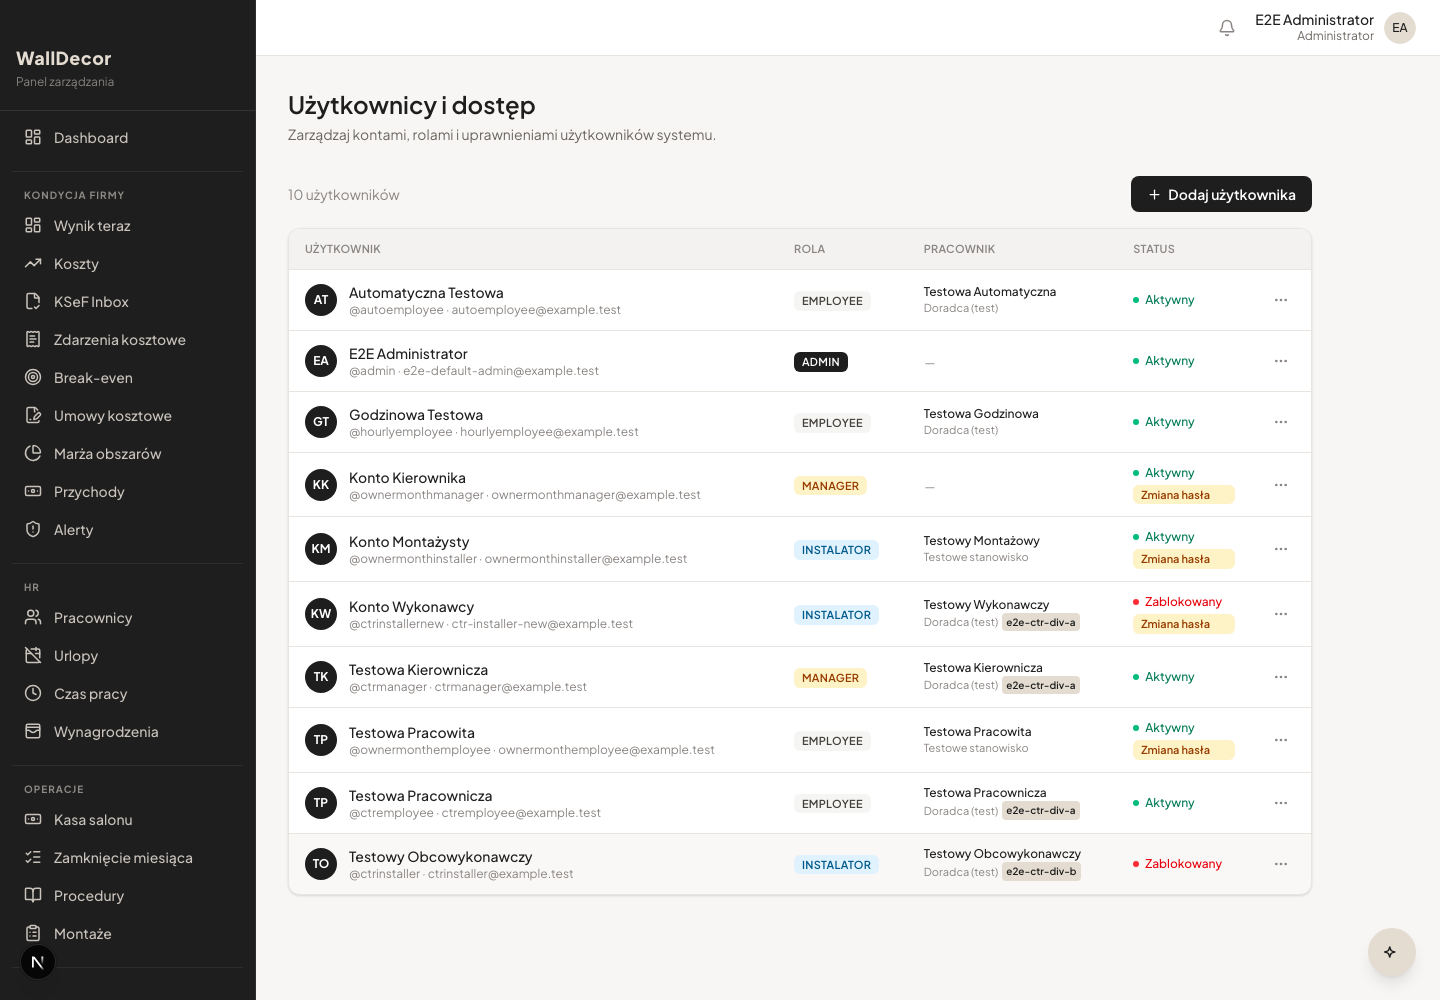 WallDecor
Panel zarządzania
Dashboard
KONDYCJA FIRMY
Wynik teraz
Koszty
KSeF Inbox
Zdarzenia kosztowe
Break-even
Umowy kosztowe
Marża obszarów
Przychody
Alerty
HR
Pracownicy
Urlopy
Czas pracy
Wynagrodzenia
OPERACJE
Kasa salonu
Zamknięcie miesiąca
Procedury
Montaże
N
E2E Administrator
Administrator
EA
Użytkownicy i dostęp
Zarządzaj kontami, rolami i uprawnieniami użytkowników systemu.
10 użytkowników
+ Dodaj użytkownika
UŻYTKOWNIK ROLA PRACOWNIK STATUS
AT Automatyczna Testowa
@autoemployee · autoemployee@example.test
EMPLOYEE
Testowa Automatyczna
Doradca (test)
Aktywny
EA E2E Administrator
@admin · e2e-default-admin@example.test
ADMIN
—
Aktywny
GT Godzinowa Testowa
@hourlyemployee · hourlyemployee@example.test
EMPLOYEE
Testowa Godzinowa
Doradca (test)
Aktywny
KK Konto Kierownika
@ownermonthmanager · ownermonthmanager@example.test
MANAGER
—
Aktywny
Zmiana hasła
KM Konto Montażysty
@ownermonthinstaller · ownermonthinstaller@example.test
INSTALATOR
Testowy Montażowy
Testowe stanowisko
Aktywny
Zmiana hasła
KW Konto Wykonawcy
@ctrinstallernew · ctr-installer-new@example.test
INSTALATOR
Testowy Wykonawczy
Doradca (test) e2e-ctr-div-a
Zablokowany
Zmiana hasła
TK Testowa Kierownicza
@ctrmanager · ctrmanager@example.test
MANAGER
Testowa Kierownicza
Doradca (test) e2e-ctr-div-a
Aktywny
TP Testowa Pracowita
@ownermonthemployee · ownermonthemployee@example.test
EMPLOYEE
Testowa Pracowita
Testowe stanowisko
Aktywny
Zmiana hasła
TP Testowa Pracownicza
@ctremployee · ctremployee@example.test
EMPLOYEE
Testowa Pracownicza
Doradca (test) e2e-ctr-div-a
Aktywny
TO Testowy Obcowykonawczy
@ctrinstaller · ctrinstaller@example.test
INSTALATOR
Testowy Obcowykonawczy
Doradca (test) e2e-ctr-div-b
Zablokowany